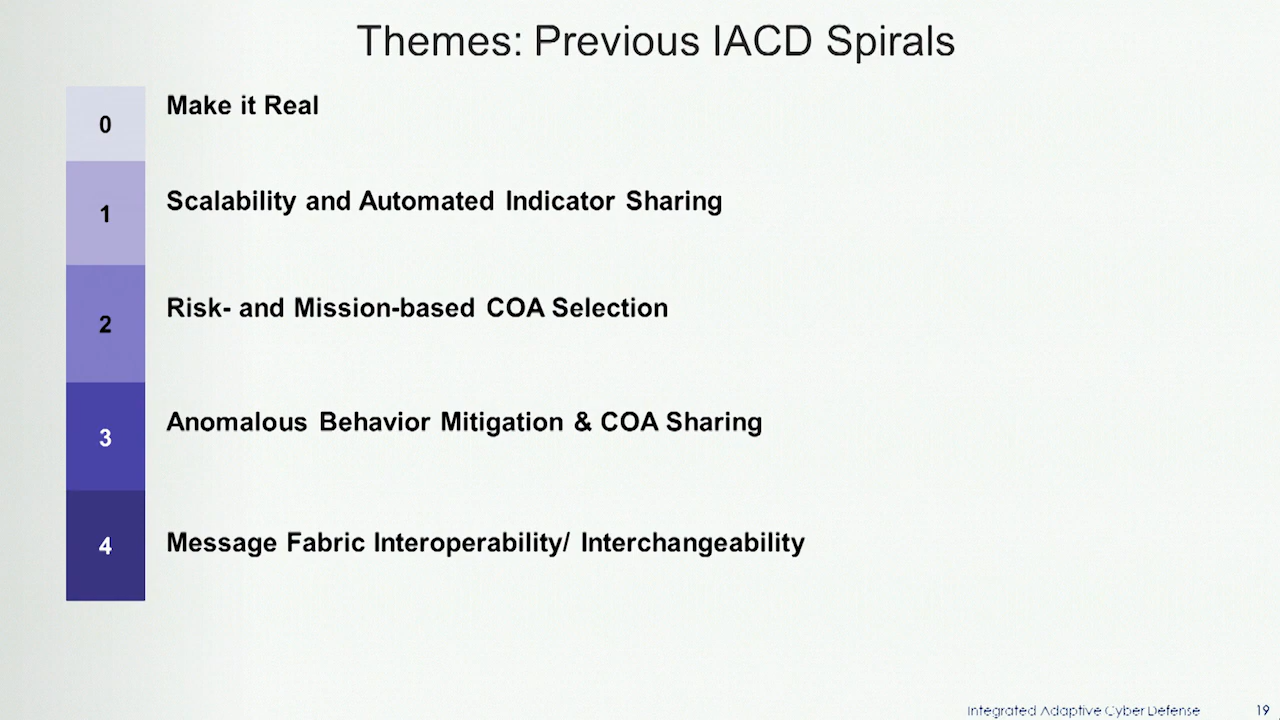 Themes: Previous IACD Spirals
0
Make it Real
1
Scalability and Automated Indicator Sharing
2
Risk- and Mission-based COA Selection
3
Anomalous Behavior Mitigation & COA Sharing
4
Message Fabric Interoperability/ Interchangeability
Integrated Adaptive Cyber Defense
19